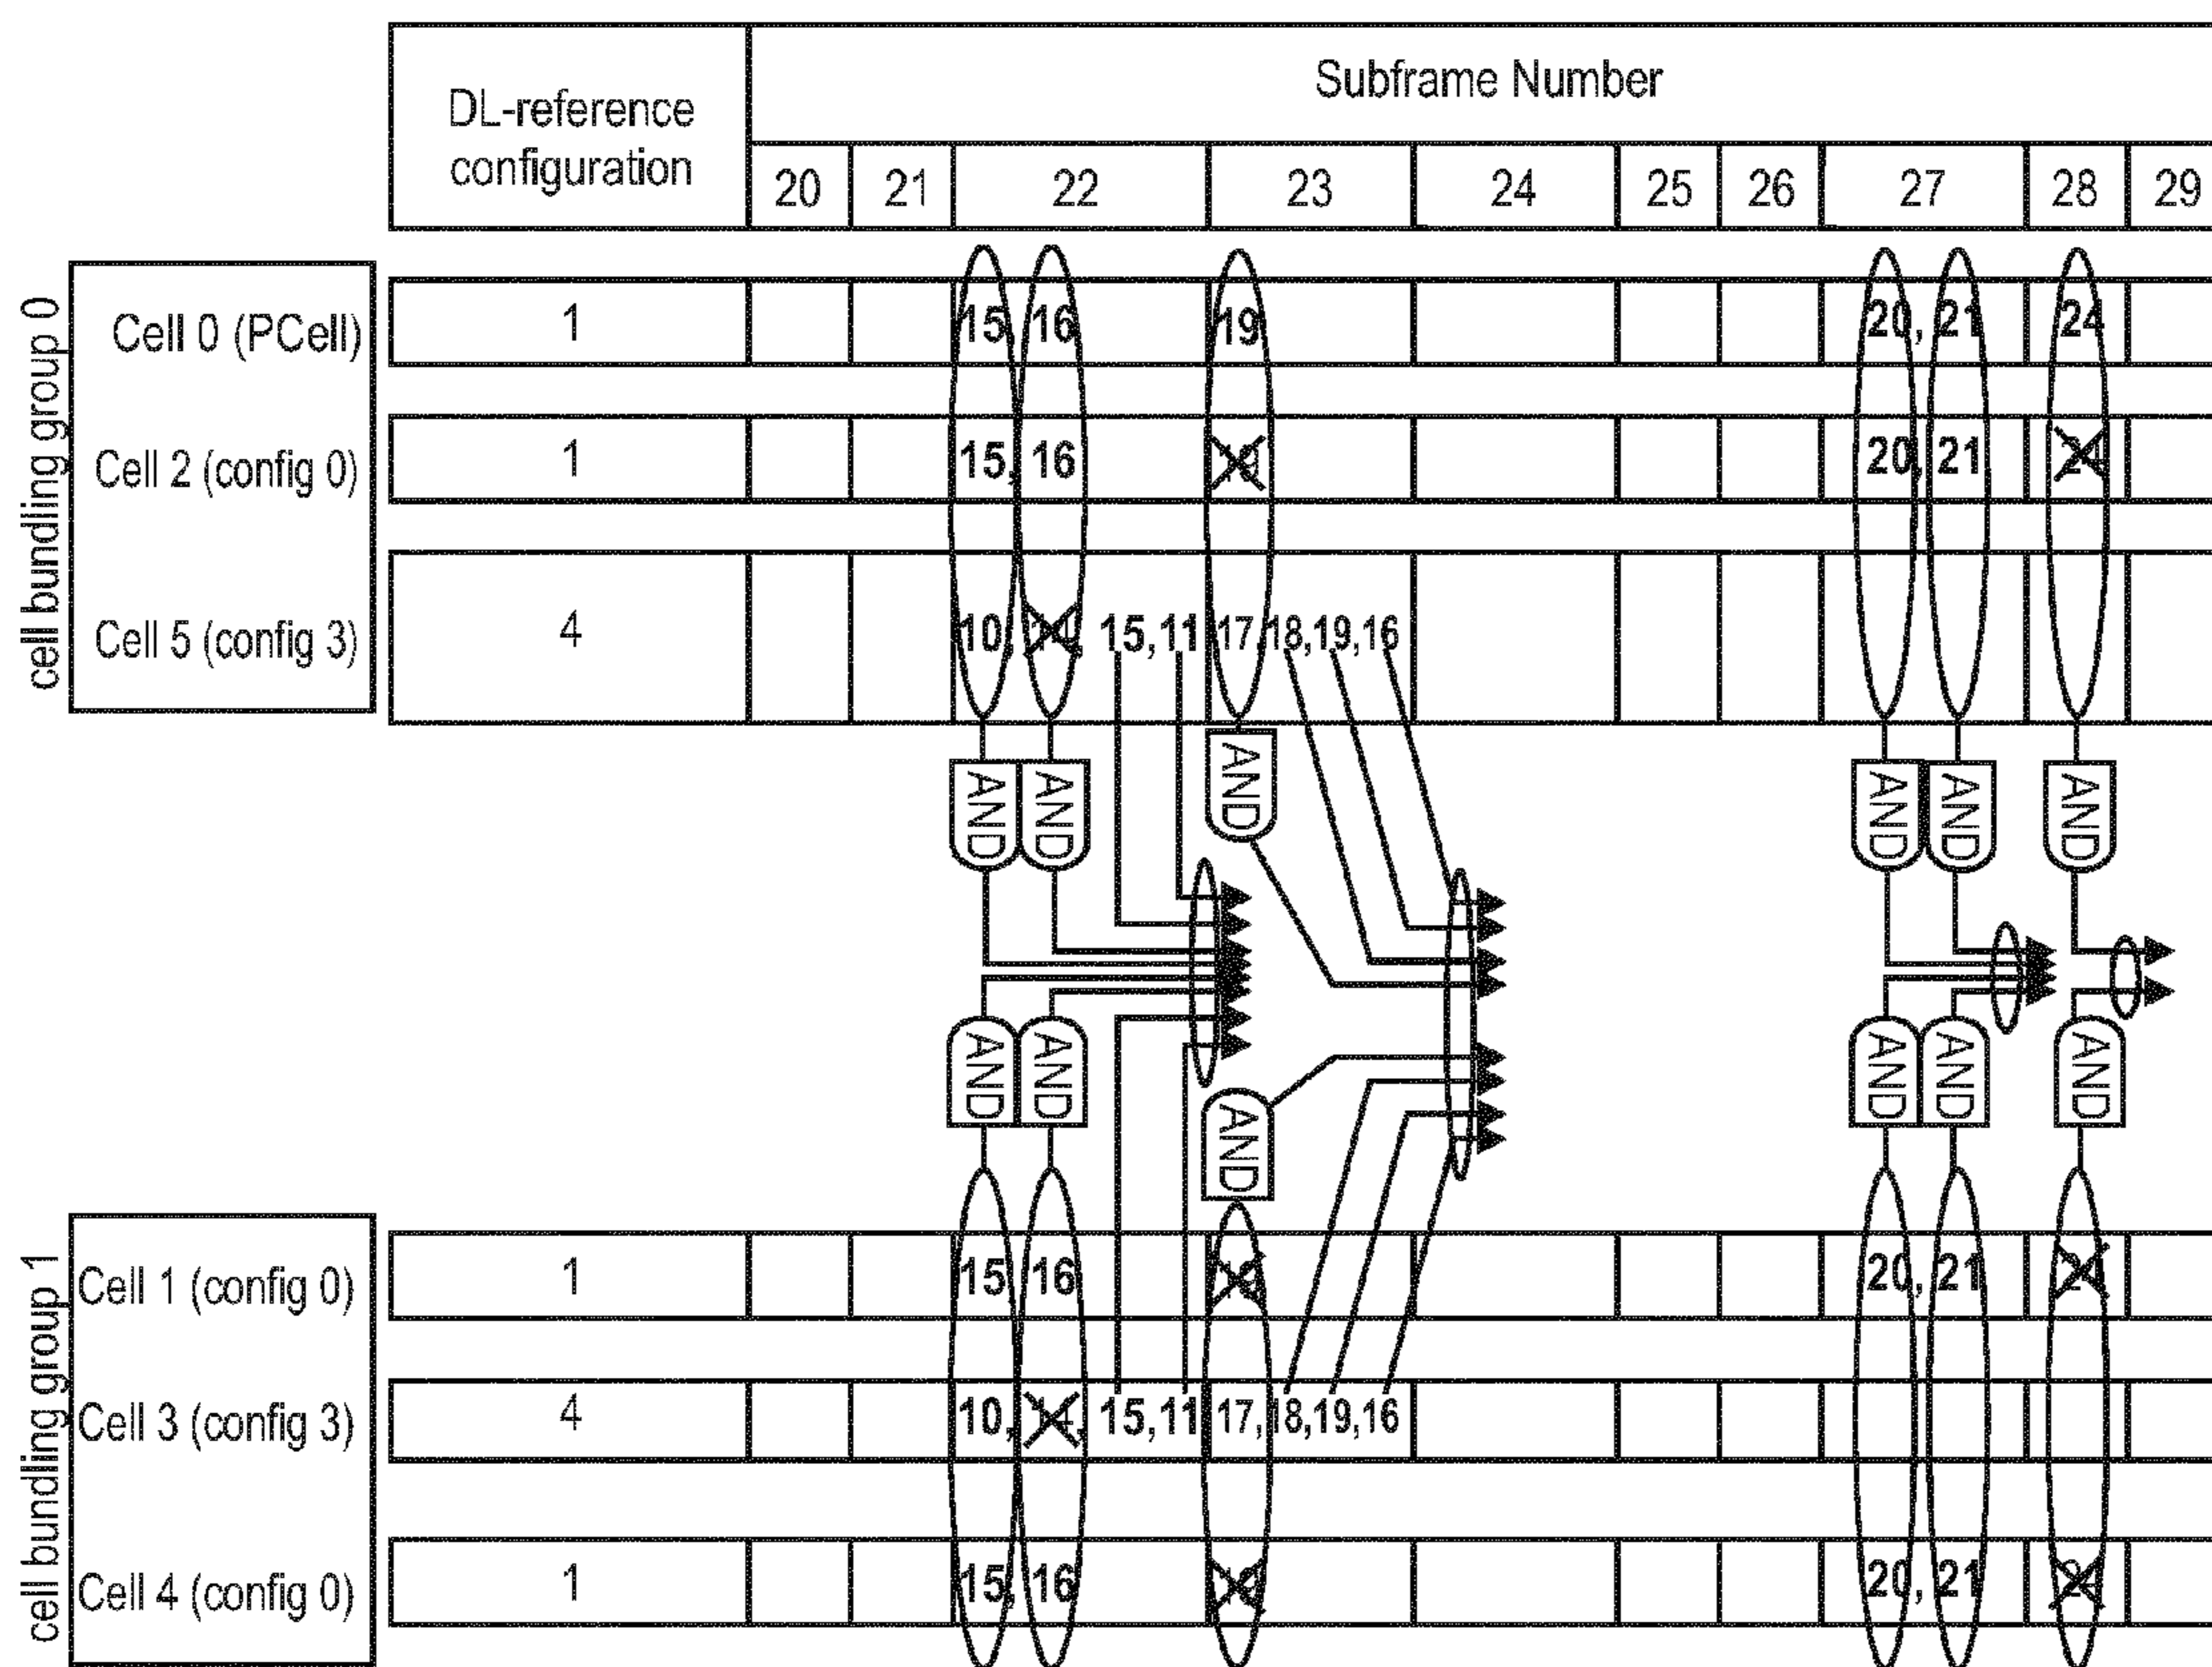 DL-reference configuration
Subframe Number
20 21 22 23 24 25 26 27 28 29
cell bundling group 0
Cell 0 (PCell) 1 15, 16 19 20, 21 24
Cell 2 (config 0) 1 15, 16 20, 21
Cell 5 (config 3) 4 10, 15,11 17,18,19,16
AND AND AND AND AND AND
AND AND AND AND AND AND
cell bundling group 1
Cell 1 (config 0) 1 15, 16 20, 21
Cell 3 (config 3) 4 10, 15,11 17,18,19,16
Cell 4 (config 0) 1 15, 16 20, 21